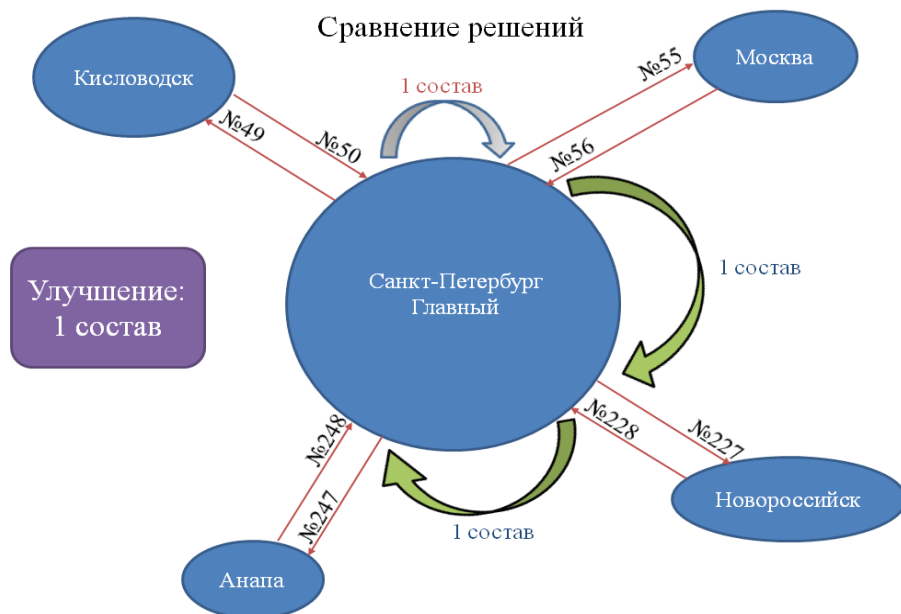 Сравнение решений
Кисловодск
Москва
№55
1 состав
№49
№50
№56
Санкт-Петербург
Главный
1 состав
Улучшение:
1 состав
№248
№247
№228
№227
Новороссийск
1 состав
Анапа